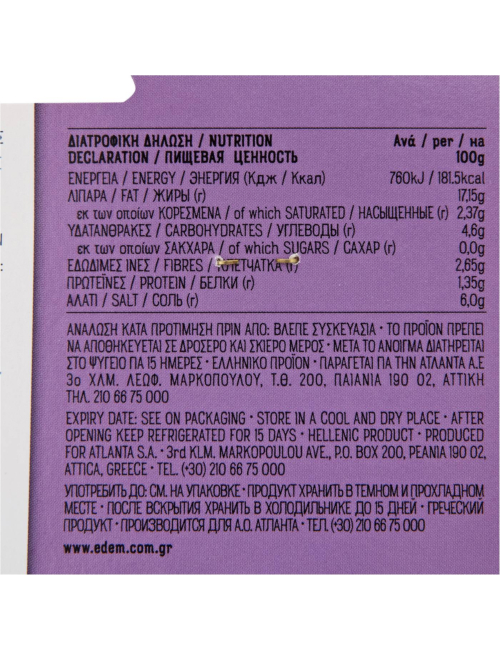 ΔΙΑΤΡΟΦΙΚΗ ΔΗΛΩΣΗ / NUTRITION Ανά / per / на
DECLARATION / ПИЩЕВАЯ ЦЕННОСТЬ 100g
ΕΝΕΡΓΕΙΑ / ENERGY / ЭНЕРГИЯ (Кдж / Ккал) 760kJ / 181.5kcal
ΛΙΠΑΡΑ / FAT / ЖИРЫ (г) 17,15g
εκ των οποίων ΚΟΡΕΣΜΕΝΑ / of which SATURATED / НАСЫЩЕННЫЕ (г) 2,37g
ΥΔΑΤΑΝΘΡΑΚΕΣ / CARBOHYDRATES / УГЛЕВОДЫ (г) 4,6g
εκ των οποίων ΣΑΚΧΑΡΑ / of which SUGARS / САХАР (г) 0,0g
ΕΔΩΔΙΜΕΣ ΙΝΕΣ / FIBRES / КЛЕТЧАТКА (г) 2,65g
ΠΡΩΤΕΪΝΕΣ / PROTEIN / БЕЛКИ (г) 1,35g
ΑΛΑΤΙ / SALT / СОЛЬ (г) 6,0g
ΑΝΑΛΩΣΗ ΚΑΤΑ ΠΡΟΤΙΜΗΣΗ ΠΡΙΝ ΑΠΟ: ΒΛΕΠΕ ΣΥΣΚΕΥΑΣΙΑ • ΤΟ ΠΡΟΪΟΝ ΠΡΕΠΕΙ
ΝΑ ΑΠΟΘΗΚΕΥΕΤΑΙ ΣΕ ΔΡΟΣΕΡΟ ΚΑΙ ΣΚΙΕΡΟ ΜΕΡΟΣ • ΜΕΤΑ ΤΟ ΑΝΟΙΓΜΑ ΔΙΑΤΗΡΕΙΤΑΙ
ΣΤΟ ΨΥΓΕΙΟ ΓΙΑ 15 ΗΜΕΡΕΣ • ΕΛΛΗΝΙΚΟ ΠΡΟΪΟΝ • ΠΑΡΑΓΕΤΑΙ ΓΙΑ ΤΗΝ ΑΤΛΑΝΤΑ Α.Ε
3ο ΧΛΜ. ΛΕΩΦ. ΜΑΡΚΟΠΟΥΛΟΥ, Τ.Θ. 200, ΠΑΙΑΝΙΑ 190 02, ΑΤΤΙΚΗ
ΤΗΛ. 210 66 75 000
EXPIRY DATE: SEE ON PACKAGING • STORE IN A COOL AND DRY PLACE • AFTER
OPENING KEEP REFRIGERATED FOR 15 DAYS • HELLENIC PRODUCT • PRODUCED
FOR ATLANTA S.A. • 3rd KLM. MARKOPOULOU AVE., P.O. BOX 200, PEANIA 190 02,
ATTICA, GREECE • TEL. (+30) 210 66 75 000
УПОТРЕБИТЬ ДО: СМ. НА УПАКОВКЕ • ПРОДУКТ ХРАНИТЬ В ТЕМНОМ И ПРОХЛАДНОМ
МЕСТЕ • ПОСЛЕ ВСКРЫТИЯ ХРАНИТЬ В ХОЛОДИЛЬНИКЕ ДО 15 ДНЕЙ • ГРЕЧЕСКИЙ
ПРОДУКТ • ПРОИЗВОДИТСЯ ДЛЯ А.О. АТЛАНТА • ТЕЛ. (+30) 210 66 75 000
www.edem.com.gr